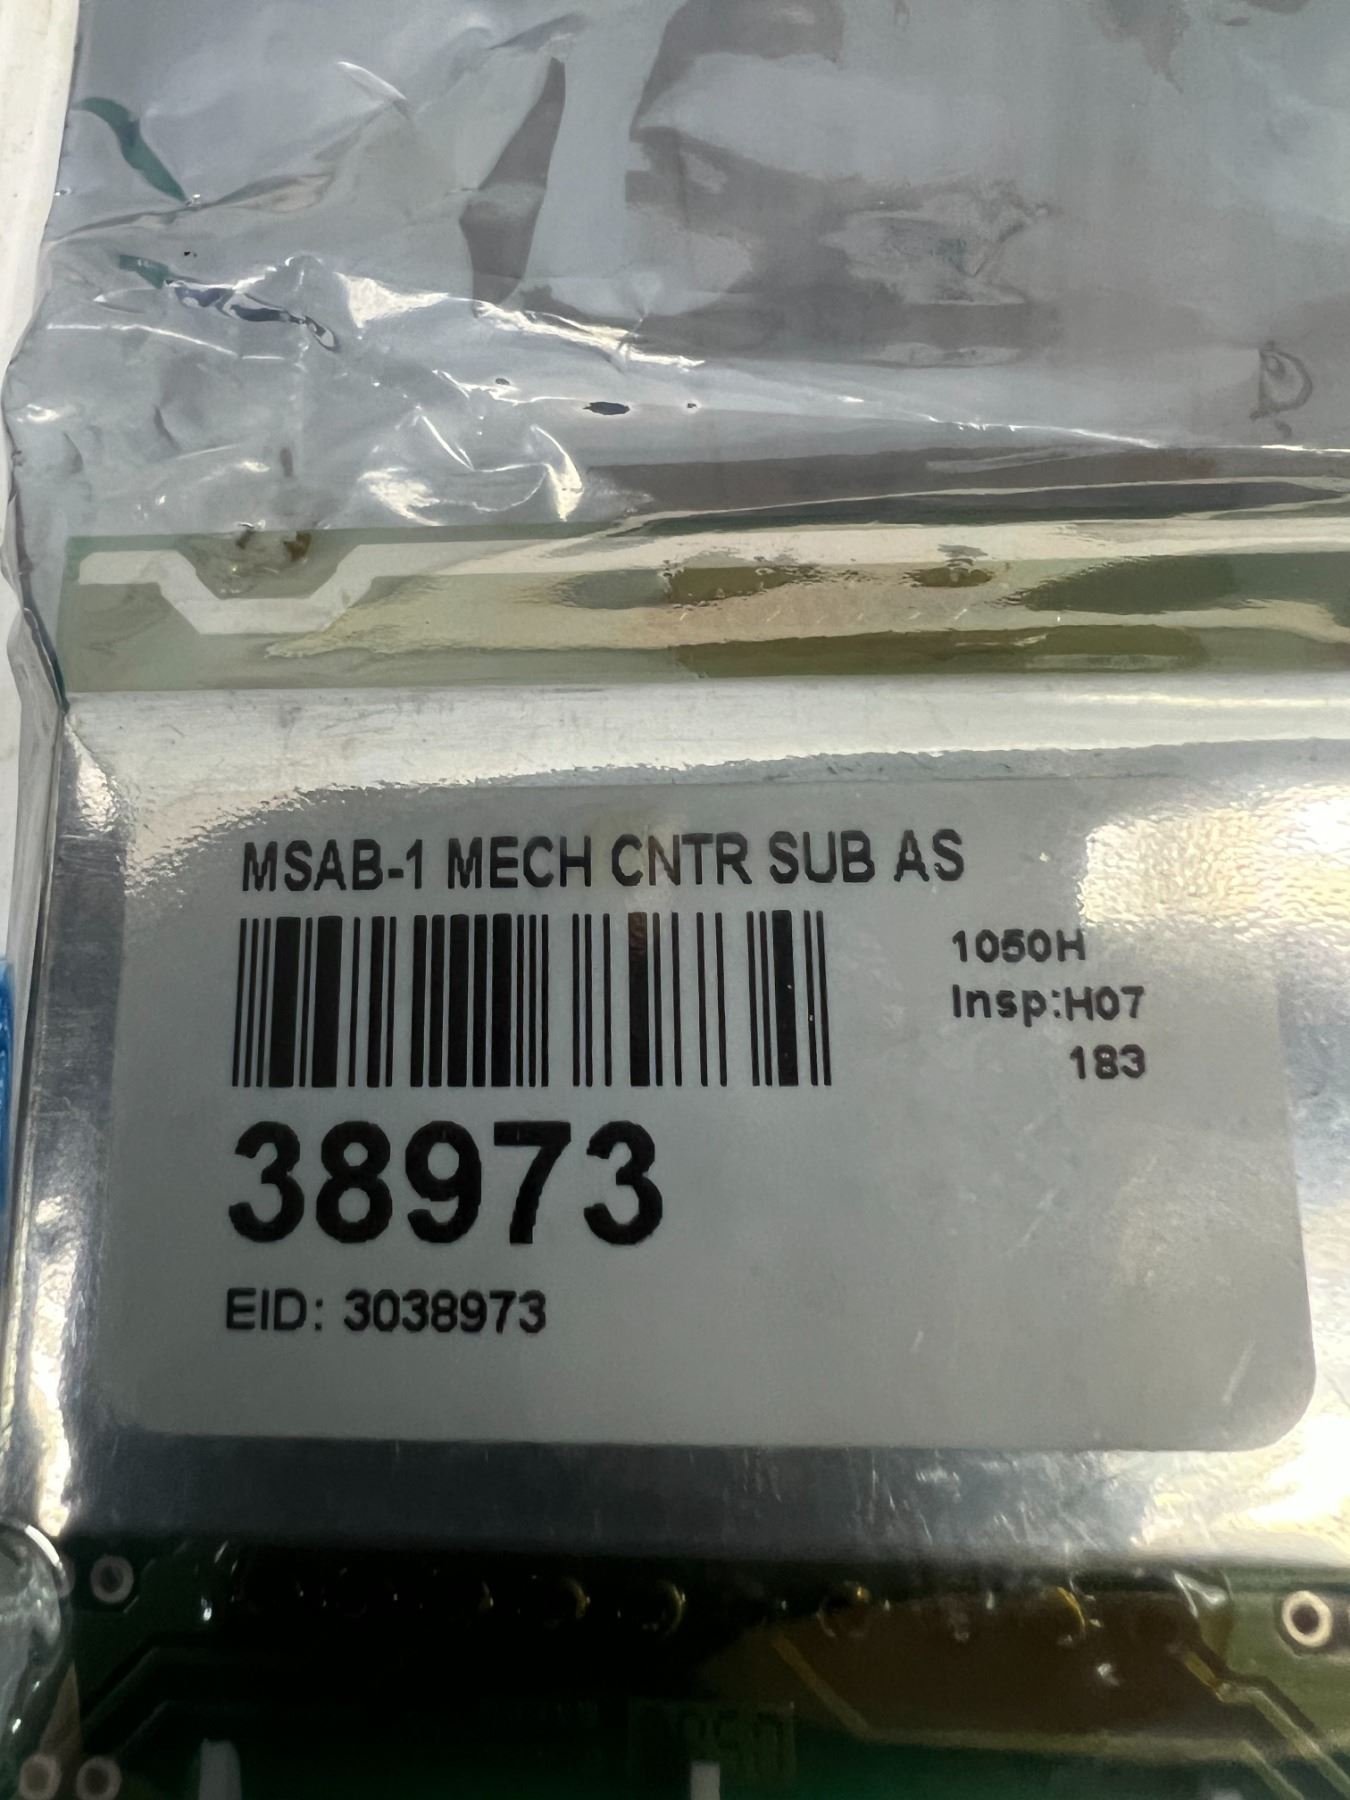 MSAB-1 MECH CNTR SUB AS
1050H
Insp:H07
183
38973
EID: 3038973